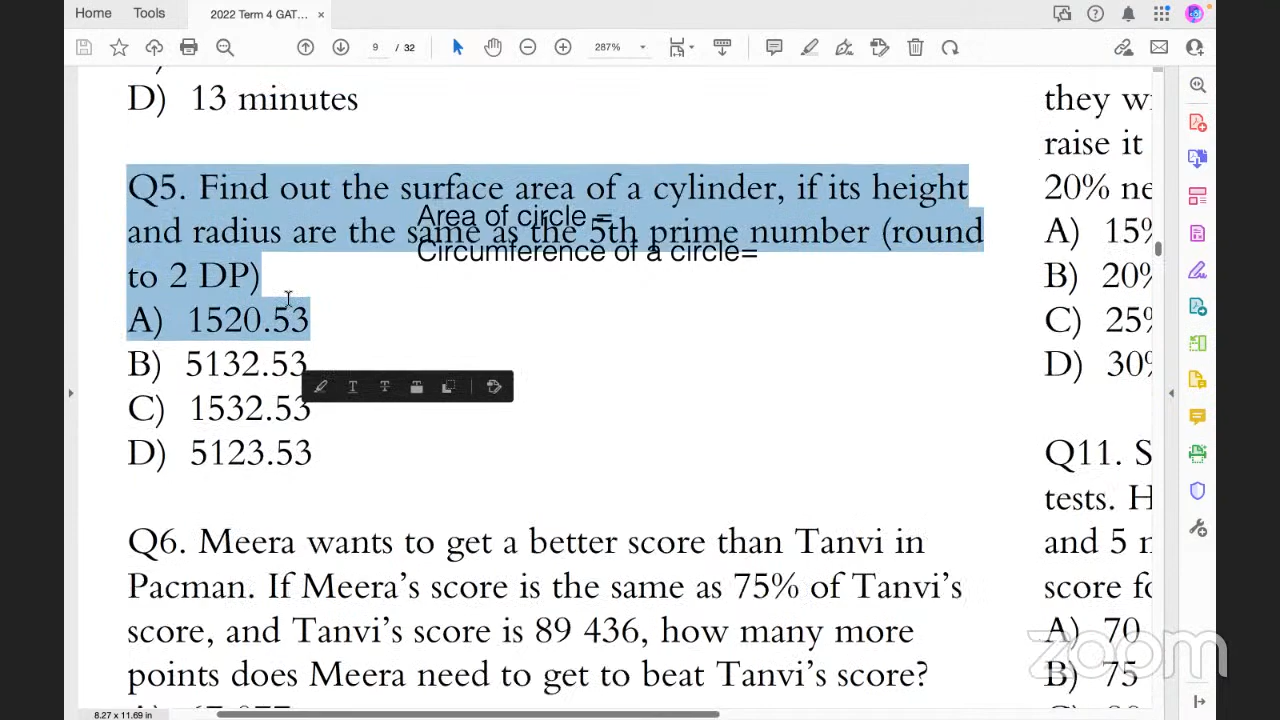 Home
Tools
2022 Term 4 GAT...
9 / 32
287%
D) 13 minutes
Q5. Find out the surface area of a cylinder, if its height
and radius are the same as the 5th prime number (round
to 2 DP)
Area of circle =
Circumference of a circle=
A) 1520.53
B) 5132.53
C) 1532.53
D) 5123.53
Q6. Meera wants to get a better score than Tanvi in
Pacman. If Meera's score is the same as 75% of Tanvi's
score, and Tanvi's score is 89 436, how many more
points does Meera need to get to beat Tanvi's score?
they w
raise it
20% ne
A) 15%
B) 20%
C) 25%
D) 30%
Q11. S
tests. H
and 5
score fo
A) 70
B) 75
zoom
8.27 x 11.69 in